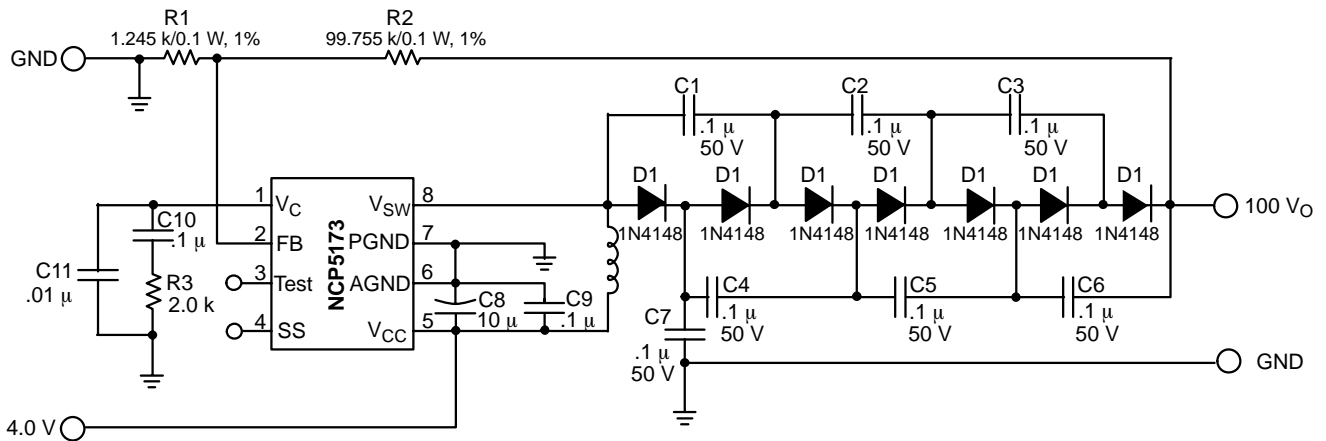 R1
1.245 k/0.1 W, 1%
R2
99.755 k/0.1 W, 1%
GND
C1
.1 μ
50 V
C2
.1 μ
50 V
C3
.1 μ
50 V
D1
1N4148
D1
1N4148
D1
1N4148
D1
1N4148
D1
1N4148
D1
1N4148
D1
1N4148
100 VO
1
VC
2
FB
3
Test
4
SS
NCP5173
VSW
8
PGND
7
AGND
6
VCC
5
C10
.1 μ
C11
.01 μ
R3
2.0 k
C8
10 μ
C9
.1 μ
C4
.1 μ
50 V
C5
.1 μ
50 V
C6
.1 μ
50 V
C7
.1 μ
50 V
GND
4.0 V